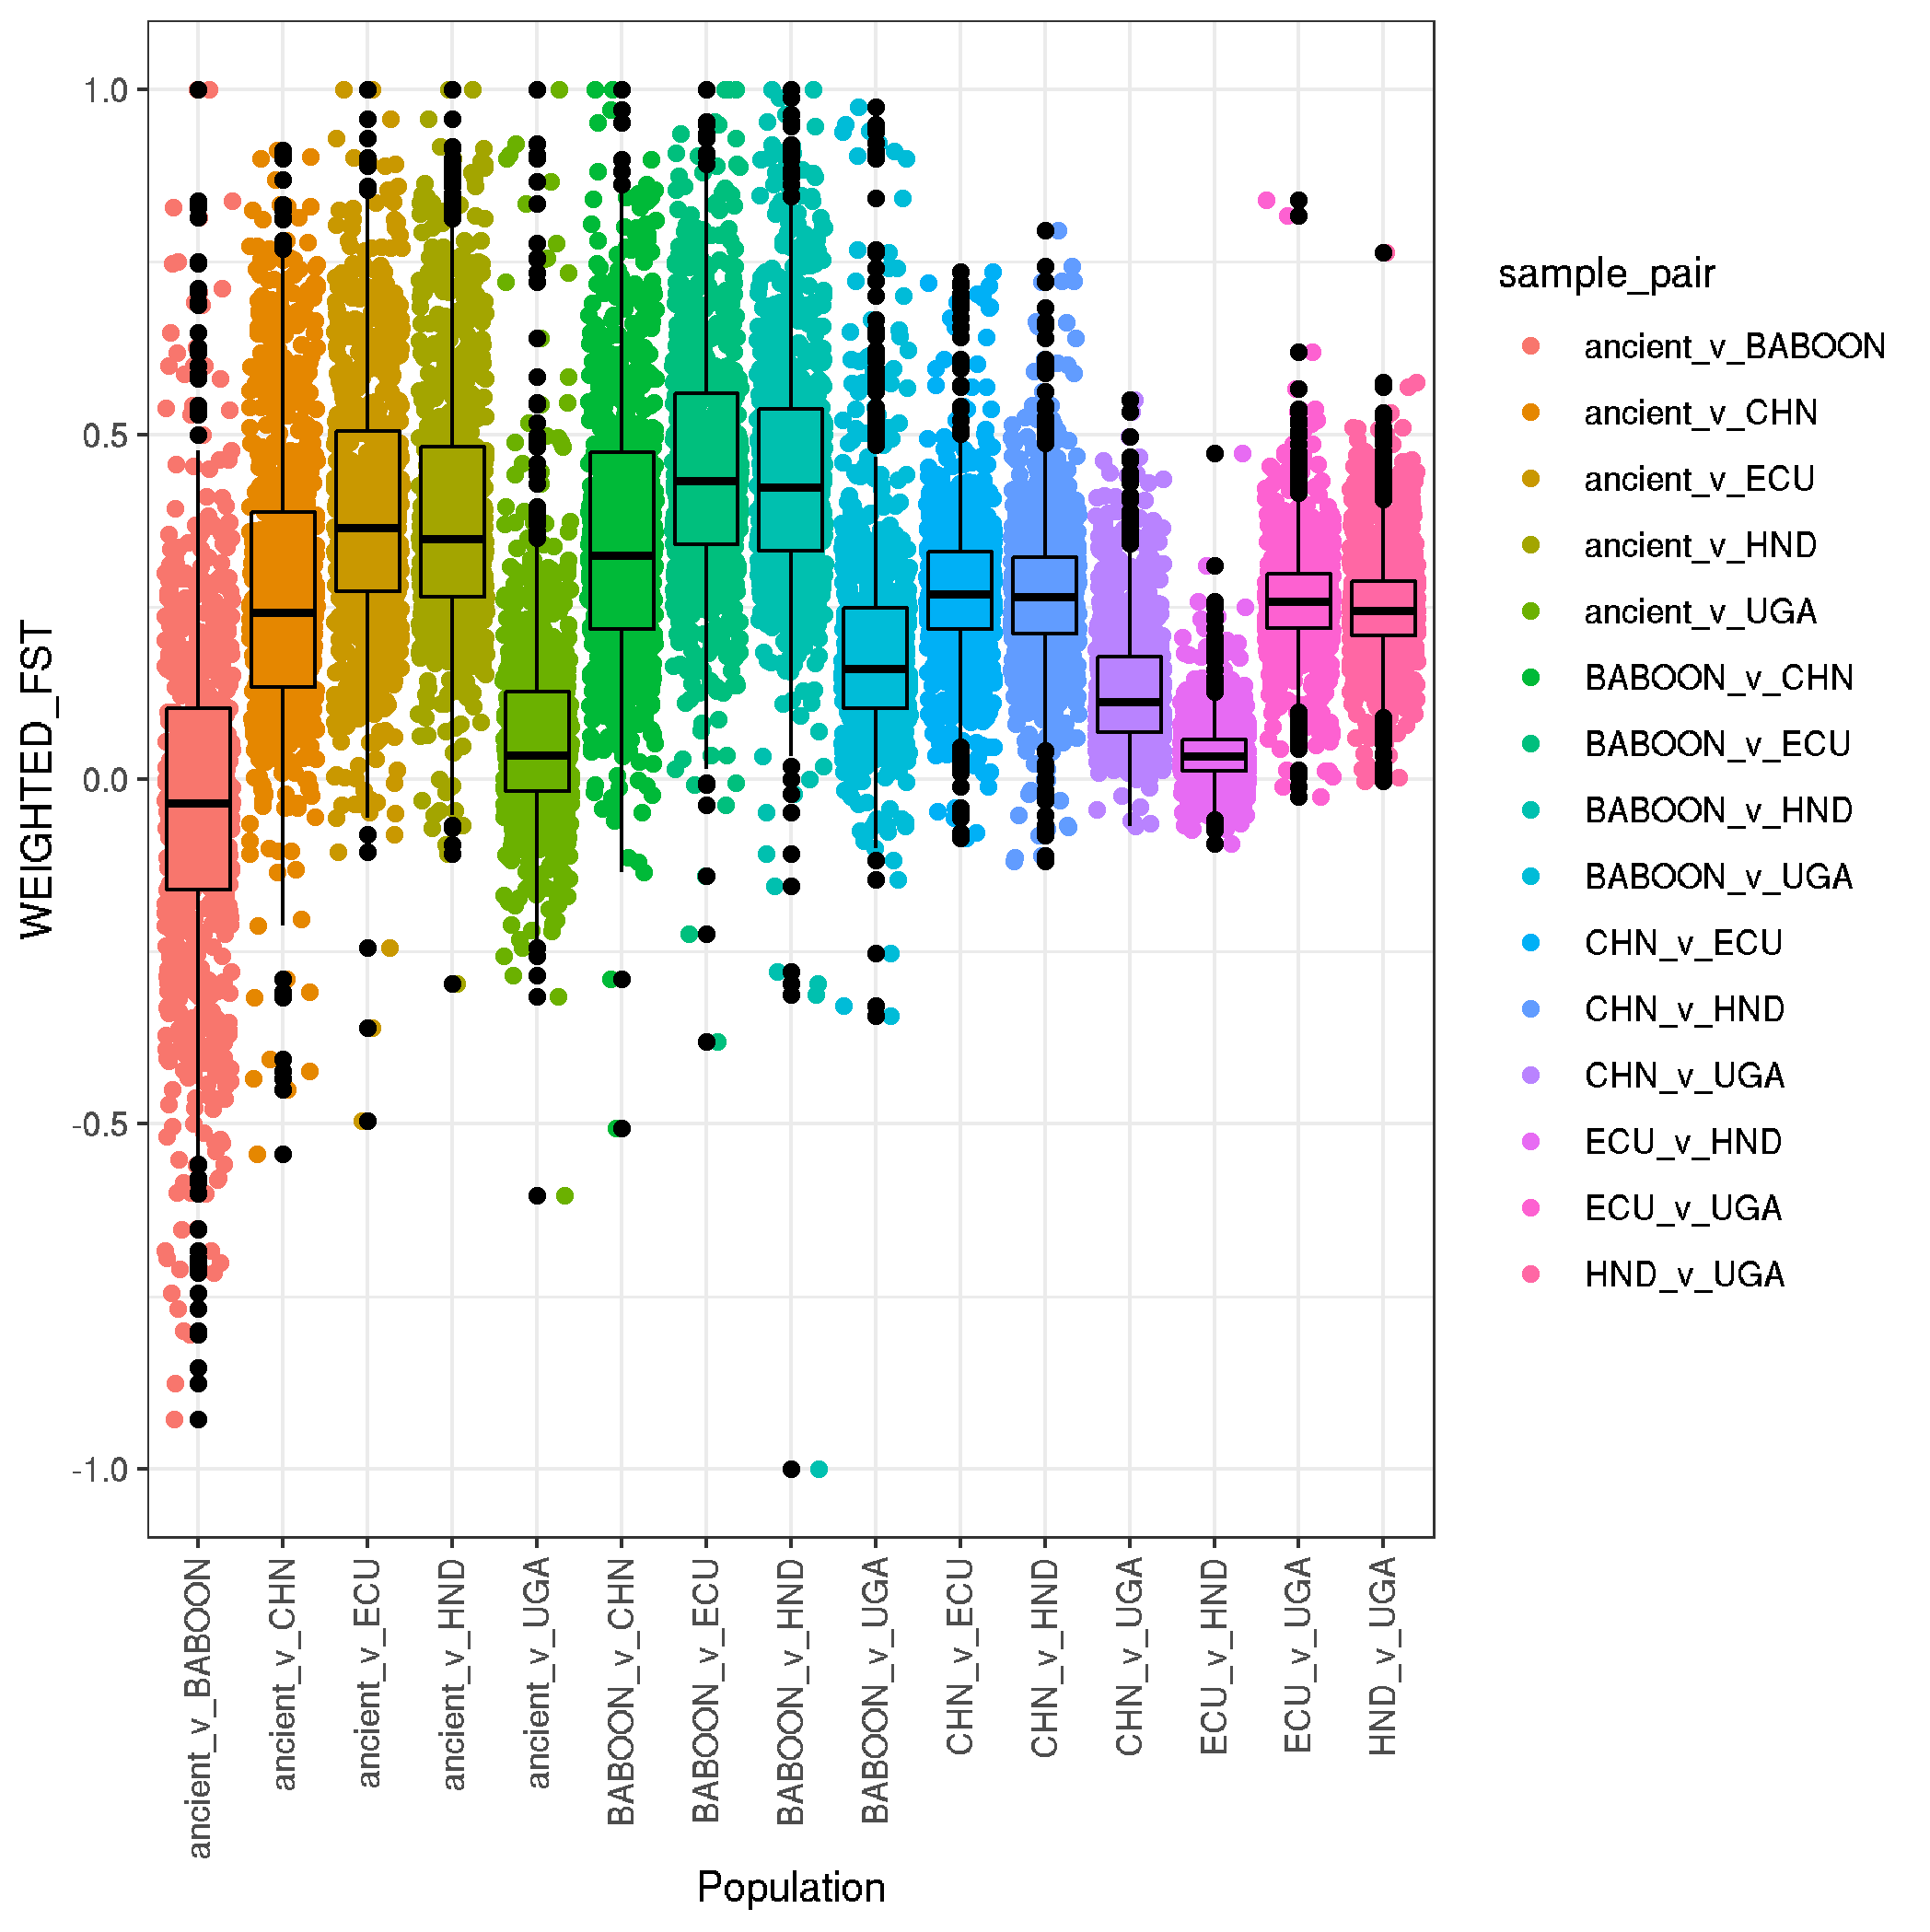 WEIGHTED_FST
1.0
0.5
0.0
-0.5
-1.0
ancient_v_BABOON
ancient_v_CHN
ancient_v_ECU
ancient_v_HND
ancient_v_UGA
BABOON_v_CHN
BABOON_v_ECU
BABOON_v_HND
BABOON_v_UGA
CHN_v_ECU
CHN_v_HND
CHN_v_UGA
ECU_v_HND
ECU_v_UGA
HND_v_UGA
Population
sample_pair
ancient_v_BABOON
ancient_v_CHN
ancient_v_ECU
ancient_v_HND
ancient_v_UGA
BABOON_v_CHN
BABOON_v_ECU
BABOON_v_HND
BABOON_v_UGA
CHN_v_ECU
CHN_v_HND
CHN_v_UGA
ECU_v_HND
ECU_v_UGA
HND_v_UGA